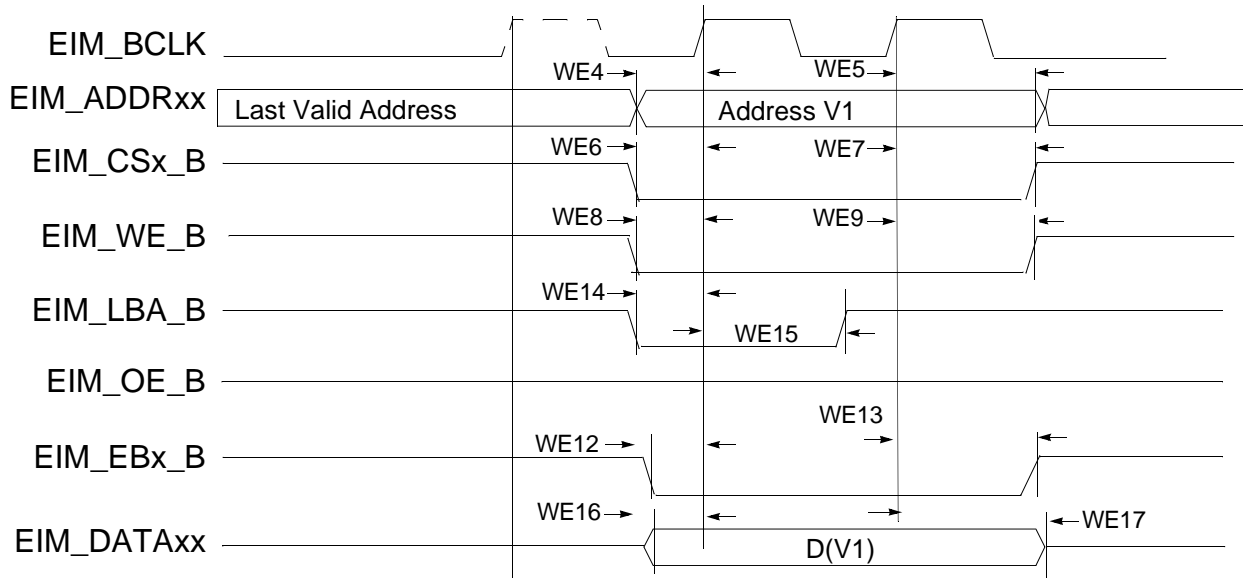 EIM_BCLK
WE4
WE5
EIM_ADDRxx
Last Valid Address
Address V1
WE6
WE7
EIM_CSx_B
WE8
WE9
EIM_WE_B
WE14
EIM_LBA_B
WE15
EIM_OE_B
WE13
WE12
EIM_EBx_B
WE16
WE17
EIM_DATAxx
D(V1)